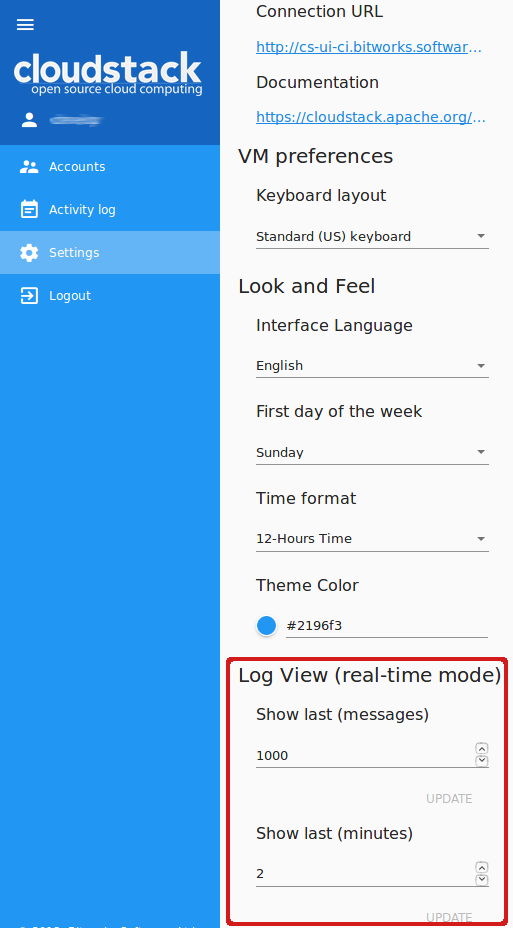 cloudstack
open source cloud computing
Accounts
Activity log
Settings
Logout
Connection URL
http://cs-ui-ci.bitworks.softwar...
Documentation
https://cloudstack.apache.org/...
VM preferences
Keyboard layout
Standard (US) keyboard
Look and Feel
Interface Language
English
First day of the week
Sunday
Time format
12-Hours Time
Theme Color
#2196f3
Log View (real-time mode)
Show last (messages)
1000
UPDATE
Show last (minutes)
2
UPDATE